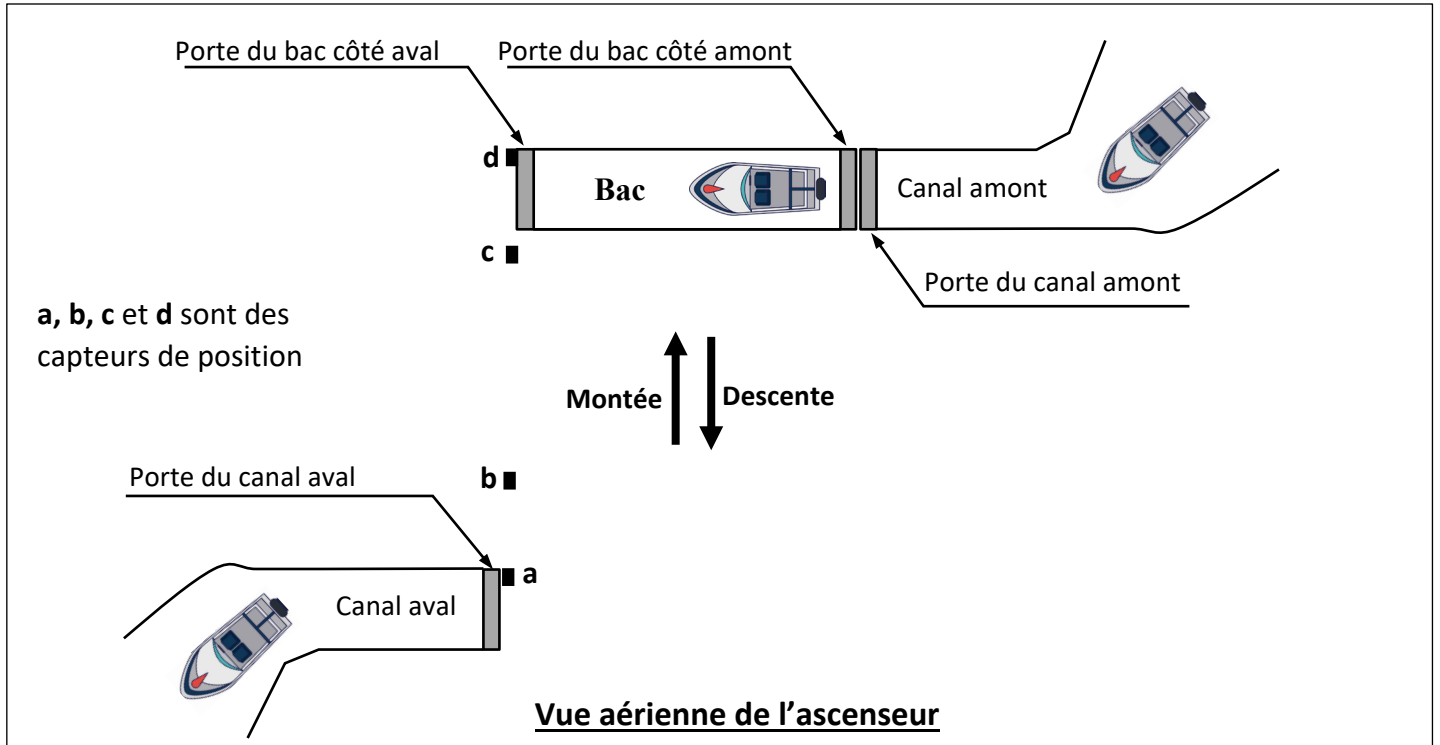 Porte du bac côté aval
Porte du bac côté amont
d
Bac
Canal amont
c
Porte du canal amont
a, b, c et d sont des
capteurs de position
Montée
Descente
Porte du canal aval
b
a
Canal aval
Vue aérienne de l’ascenseur